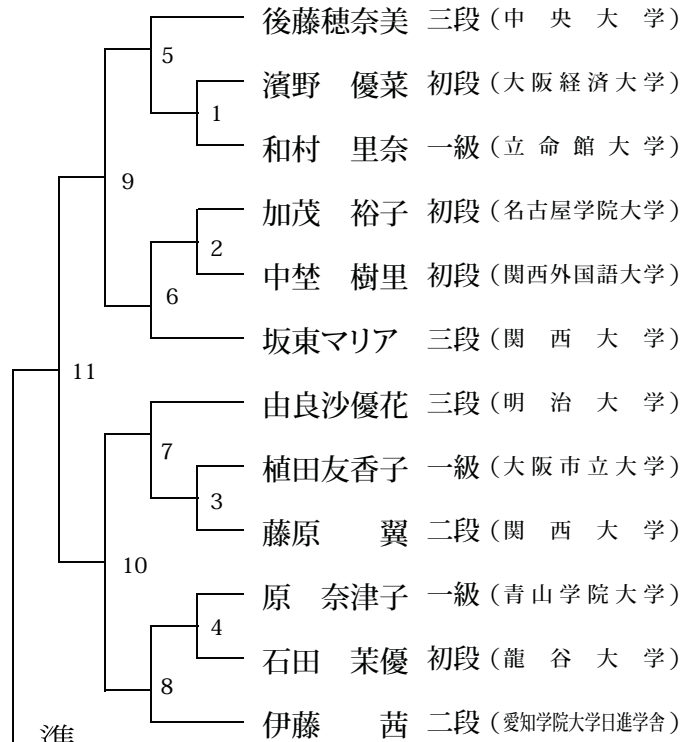 後藤穂奈美 三段(中央大学)
5
濱野 優菜 初段(大阪経済大学)
1
和村 里奈 一級(立命館大学)
9
加茂 裕子 初段(名古屋学院大学)
2
中埜 樹里 初段(関西外国語大学)
6
坂東マリア 三段(関西大学)
11
由良沙優花 三段(明治大学)
7
植田友香子 一級(大阪市立大学)
3
藤原 翼 二段(関西大学)
10
原 奈津子 一級(青山学院大学)
4
石田 茉優 初段(龍谷大学)
8
伊藤 茜 二段(愛知学院大学日進学舎)